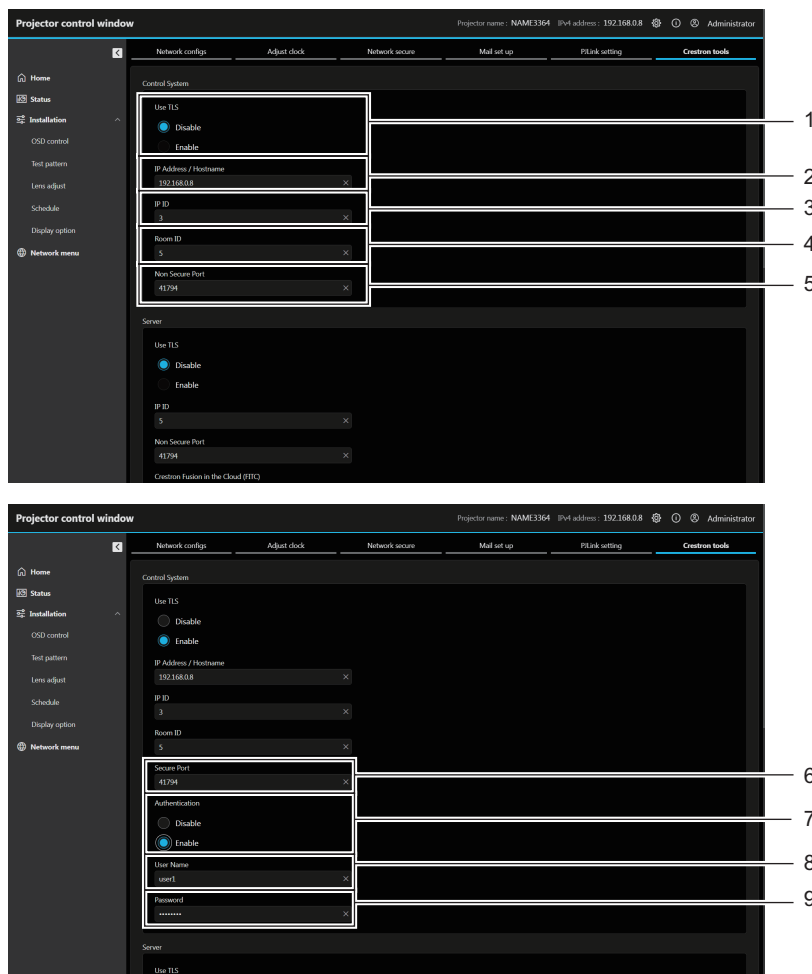 Projector control window Projector name : NAME3364 IPv4 address : 192.168.0.8 Administrator
Network configs Adjust clock Network secure Mail set up PJLink setting Crestron tools
Home
Status
Installation
OSD control
Test pattern
Lens adjust
Schedule
Display option
Network menu
Control System
Use TLS
Disable
Enable
1
IP Address / Hostname
192.168.0.8
2
IP ID
3
3
Room ID
5
4
Non Secure Port
41794
5
Server
Use TLS
Disable
Enable
IP ID
5
Non Secure Port
41794
Crestron Fusion in the Cloud (FITC)
Projector control window Projector name : NAME3364 IPv4 address : 192.168.0.8 Administrator
Network configs Adjust clock Network secure Mail set up PJLink setting Crestron tools
Home
Status
Installation
OSD control
Test pattern
Lens adjust
Schedule
Display option
Network menu
Control System
Use TLS
Disable
Enable
IP Address / Hostname
192.168.0.8
IP ID
3
Room ID
5
Secure Port
41794
6
Authentication
Disable
Enable
7
User Name
user1
8
Password
••••••••
9
Server
Use TLS